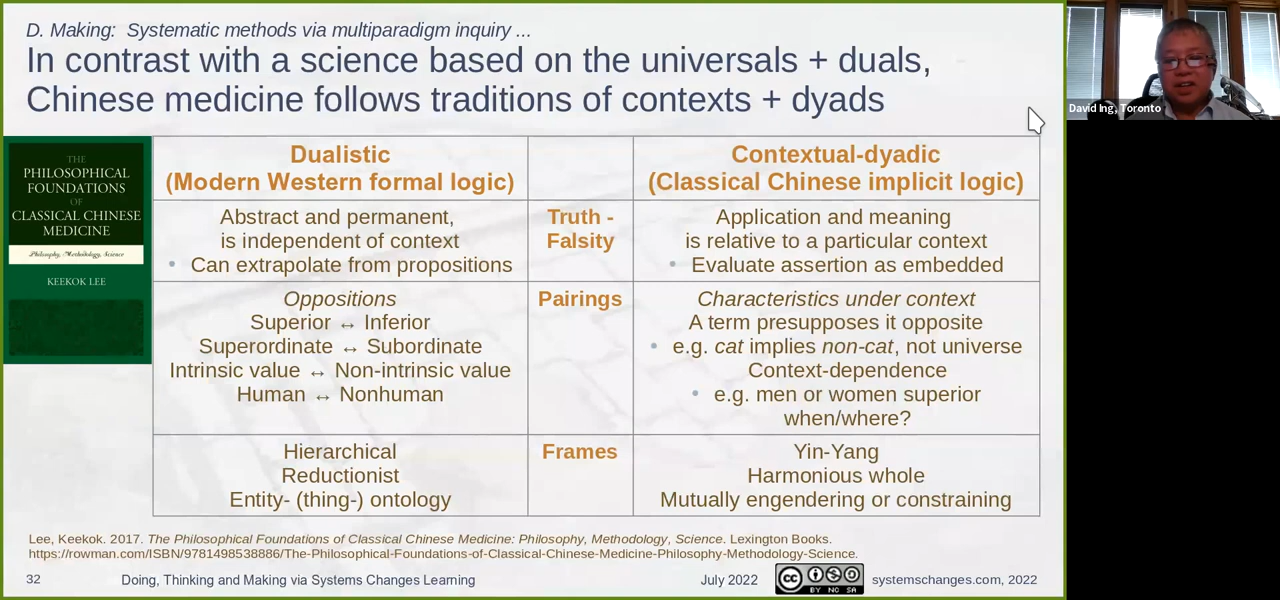 D. Making: Systematic methods via multiparadigm inquiry ...
In contrast with a science based on the universals + duals,
Chinese medicine follows traditions of contexts + dyads
David Ing, Toronto
THE
PHILOSOPHICAL
FOUNDATIONS
OF
CLASSICAL CHINESE
MEDICINE
Philosophy, Methodology, Science
KEEKOK LEE
Dualistic
(Modern Western formal logic)
Contextual-dyadic
(Classical Chinese implicit logic)
Abstract and permanent,
is independent of context
• Can extrapolate from propositions
Truth -
Falsity
Application and meaning
is relative to a particular context
• Evaluate assertion as embedded
Oppositions
Superior ↔ Inferior
Superordinate ↔ Subordinate
Intrinsic value ↔ Non-intrinsic value
Human ↔ Nonhuman
Pairings
Characteristics under context
A term presupposes it opposite
• e.g. cat implies non-cat, not universe
Context-dependence
• e.g. men or women superior
when/where?
Hierarchical
Reductionist
Entity- (thing-) ontology
Frames
Yin-Yang
Harmonious whole
Mutually engendering or constraining
Lee, Keekok. 2017. The Philosophical Foundations of Classical Chinese Medicine: Philosophy, Methodology, Science. Lexington Books.
https://rowman.com/ISBN/9781498538886/The-Philosophical-Foundations-of-Classical-Chinese-Medicine-Philosophy-Methodology-Science.
32
Doing, Thinking and Making via Systems Changes Learning
July 2022
CC
BY NC SA
systemschanges.com, 2022